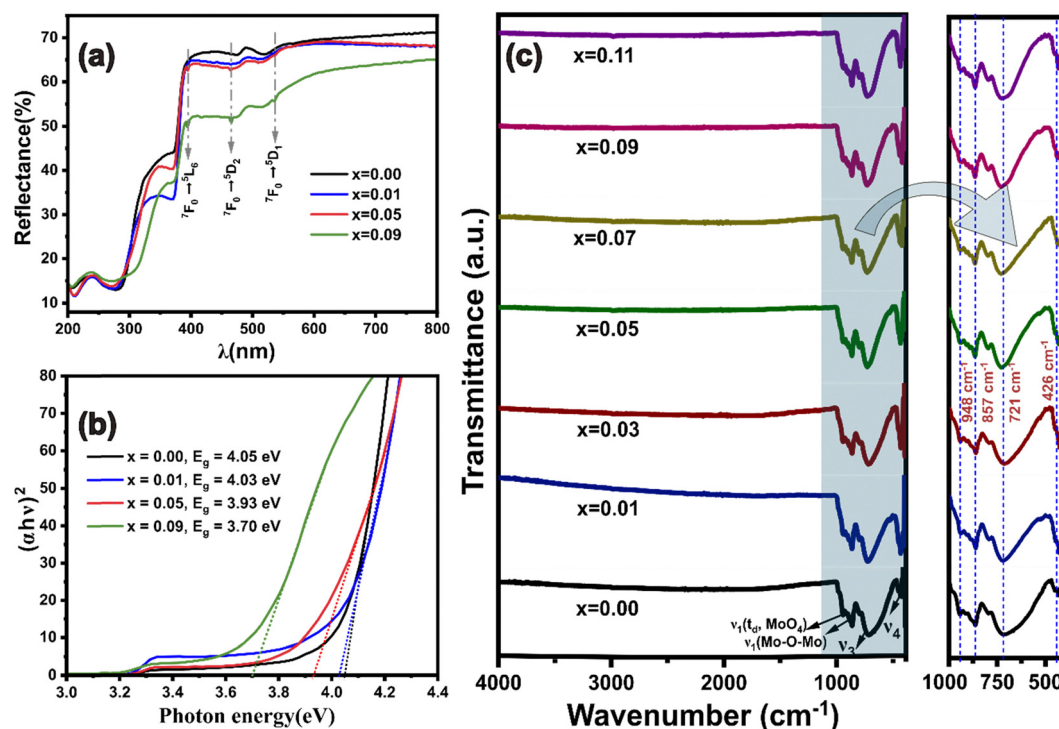 (a)
Reflectance(%)
70
60
50
40
30
20
10
⁷F₀→⁵L₆
⁷F₀→⁵D₂
⁷F₀→⁵D₁
x=0.00
x=0.01
x=0.05
x=0.09
200 300 400 500 600 700 800
λ(nm)
(b)
(αhν)²
80
70
60
50
40
30
20
10
0
x = 0.00, E_g = 4.05 eV
x = 0.01, E_g = 4.03 eV
x = 0.05, E_g = 3.93 eV
x = 0.09, E_g = 3.70 eV
3.0 3.2 3.4 3.6 3.8 4.0 4.2 4.4
Photon energy(eV)
(c)
Transmittance (a.u.)
x=0.11
x=0.09
x=0.07
x=0.05
x=0.03
x=0.01
x=0.00
ν₁(t_d, MoO₄)
ν₁(Mo-O-Mo)
ν₃
ν₄
4000 3000 2000 1000
948 cm⁻¹
857 cm⁻¹
721 cm⁻¹
426 cm⁻¹
1000 750 500
Wavenumber (cm⁻¹)